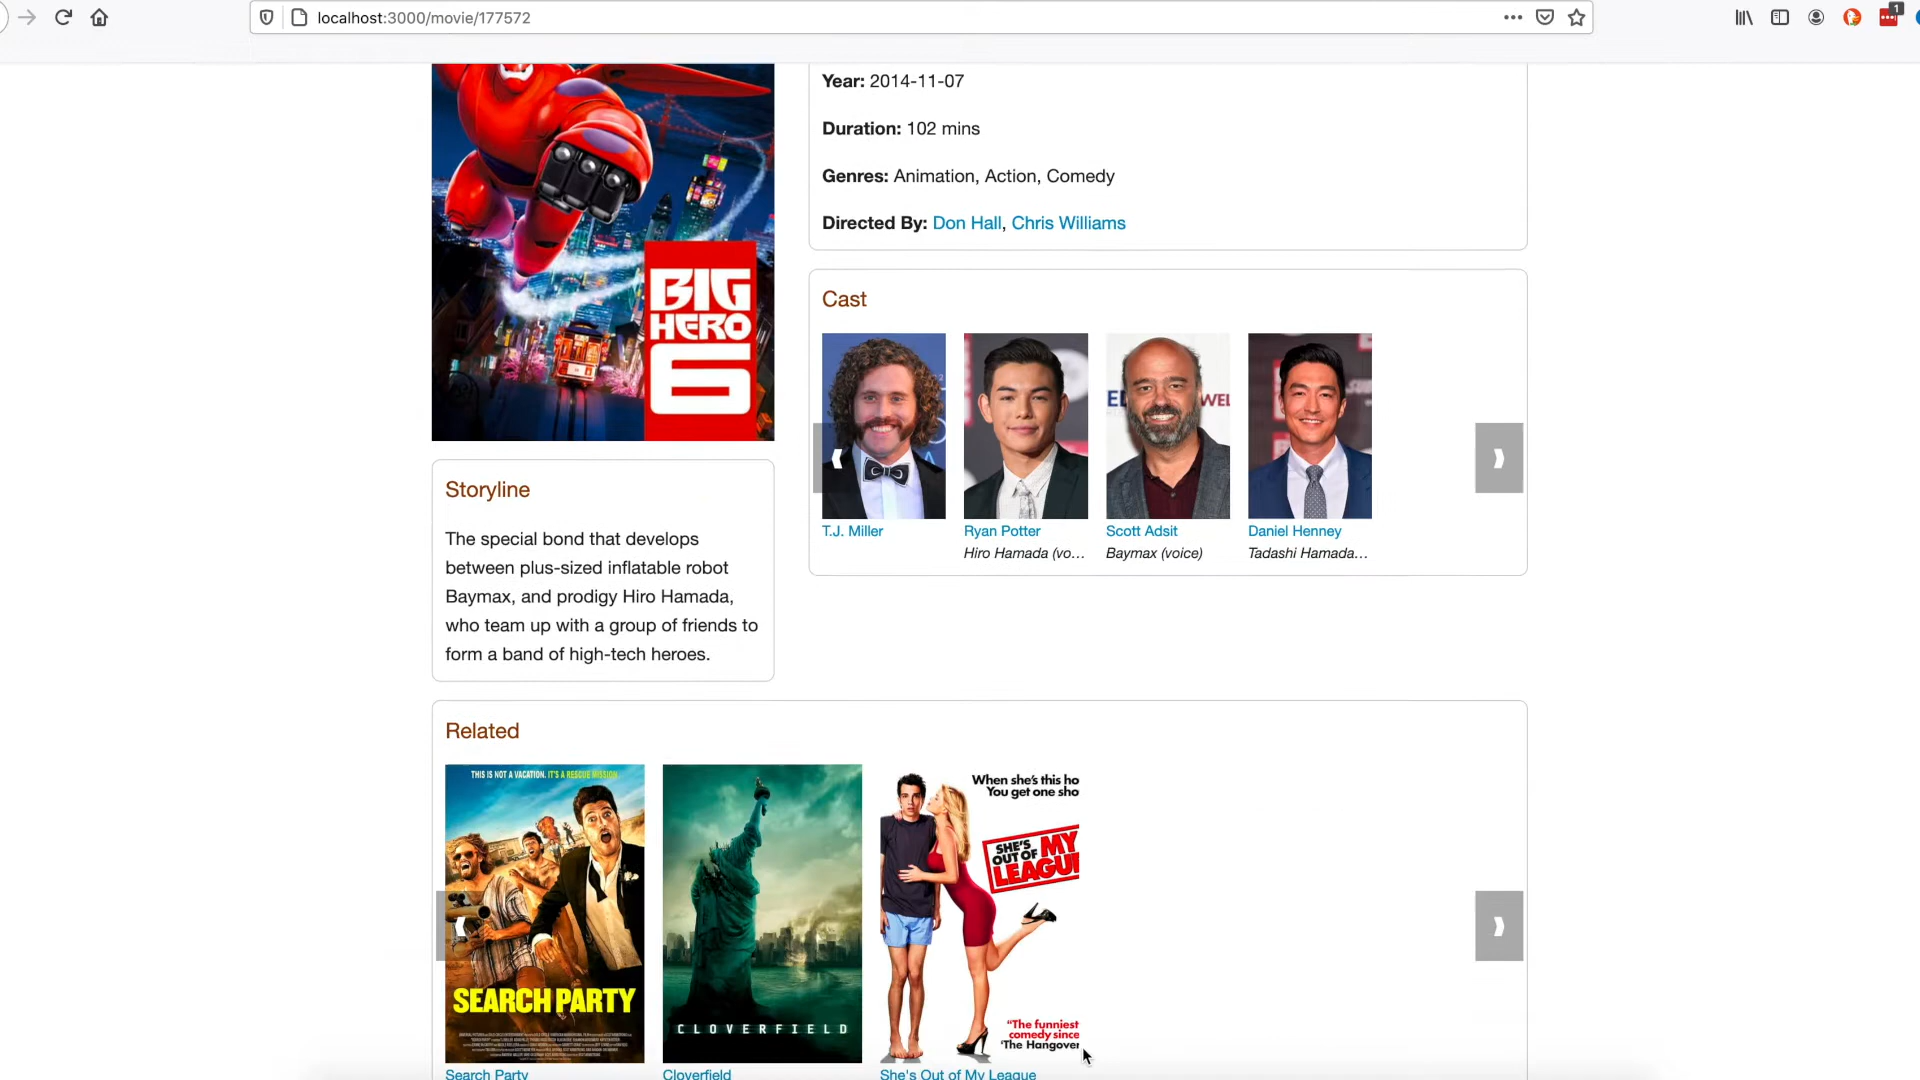 localhost:3000/movie/177572
1
Year: 2014-11-07
Duration: 102 mins
Genres: Animation, Action, Comedy
Directed By: Don Hall, Chris Williams
BIG
HERO
6
Cast
T.J. Miller
Ryan Potter
Hiro Hamada (vo...
Scott Adsit
Baymax (voice)
Daniel Henney
Tadashi Hamada...
Storyline
The special bond that develops
between plus-sized inflatable robot
Baymax, and prodigy Hiro Hamada,
who team up with a group of friends to
form a band of high-tech heroes.
Related
THIS IS NOT A VACATION. IT'S A RESCUE MISSION.
SEARCH PARTY
CLOVERFIELD
When she's this ho
You get one sho
SHE'S
OUT OF MY
LEAGU
"The funniest
comedy since
'The Hangover
Search Party
Cloverfield
She's Out of My League